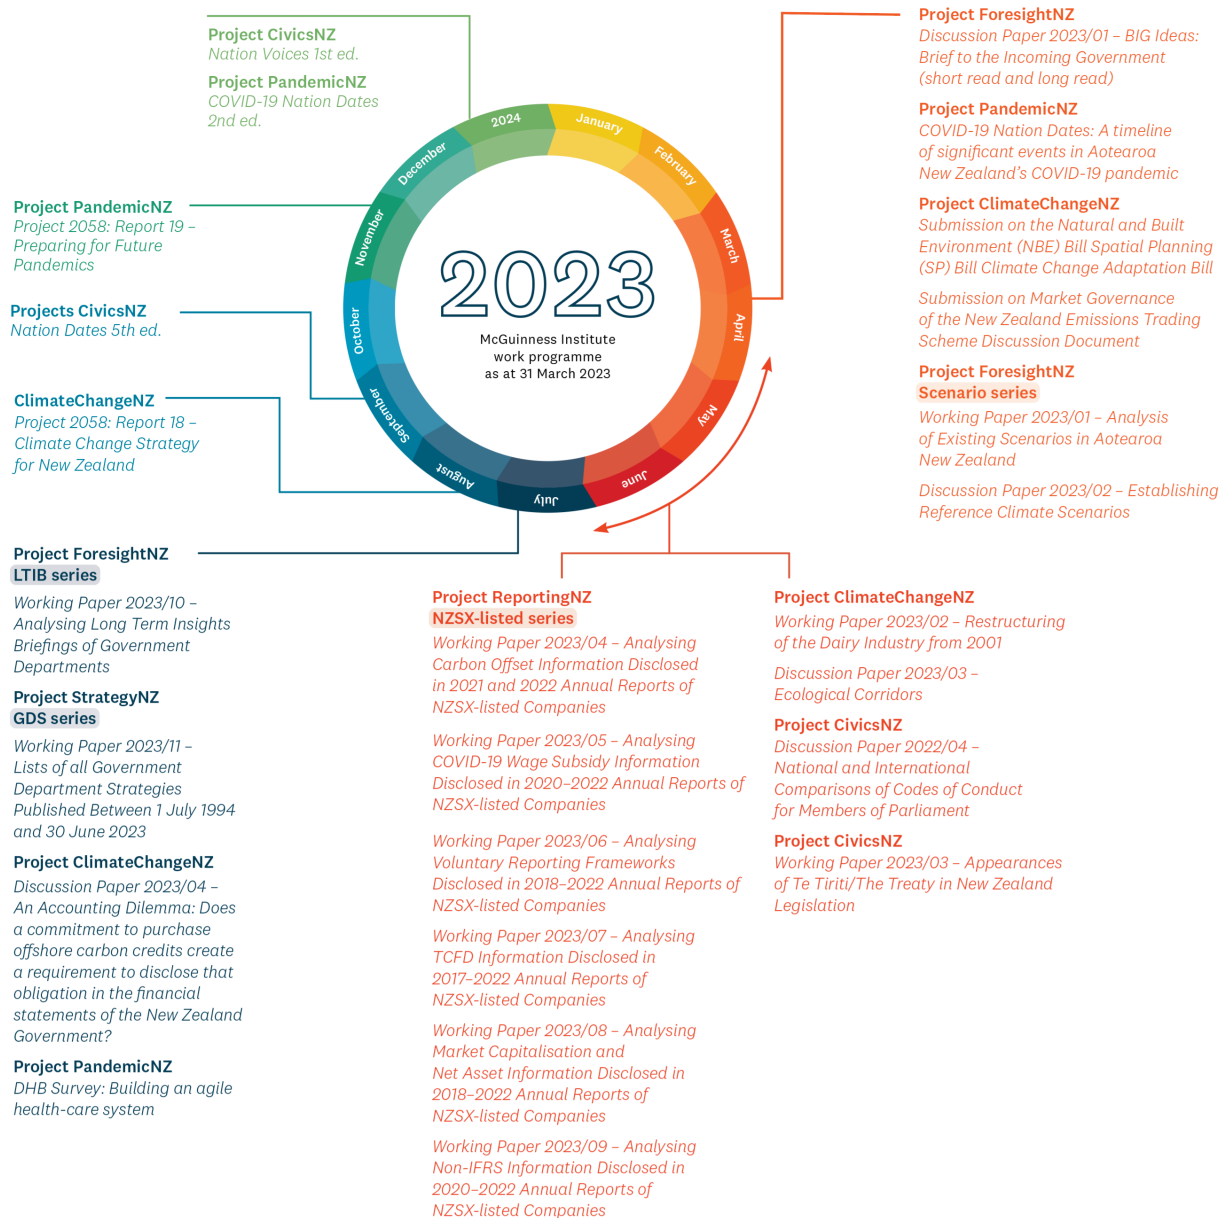 Project CivicsNZ
Nation Voices 1st ed.
Project PandemicNZ
COVID-19 Nation Dates
2nd ed.
Project PandemicNZ
Project 2058: Report 19 –
Preparing for Future
Pandemics
Projects CivicsNZ
Nation Dates 5th ed.
ClimateChangeNZ
Project 2058: Report 18 –
Climate Change Strategy
for New Zealand
2024
January
February
March
April
May
June
July
August
September
October
November
December
2023
McGuinness Institute
work programme
as at 31 March 2023
Project ForesightNZ
Discussion Paper 2023/01 – BIG Ideas:
Brief to the Incoming Government
(short read and long read)
Project PandemicNZ
COVID-19 Nation Dates: A timeline
of significant events in Aotearoa
New Zealand's COVID-19 pandemic
Project ClimateChangeNZ
Submission on the Natural and Built
Environment (NBE) Bill Spatial Planning
(SP) Bill Climate Change Adaptation Bill
Submission on Market Governance
of the New Zealand Emissions Trading
Scheme Discussion Document
Project ForesightNZ
Scenario series
Working Paper 2023/01 – Analysis
of Existing Scenarios in Aotearoa
New Zealand
Discussion Paper 2023/02 – Establishing
Reference Climate Scenarios
Project ForesightNZ
LTIB series
Working Paper 2023/10 –
Analysing Long Term Insights
Briefings of Government
Departments
Project StrategyNZ
GDS series
Working Paper 2023/11 –
Lists of all Government
Department Strategies
Published Between 1 July 1994
and 30 June 2023
Project ClimateChangeNZ
Discussion Paper 2023/04 –
An Accounting Dilemma: Does
a commitment to purchase
offshore carbon credits create
a requirement to disclose that
obligation in the financial
statements of the New Zealand
Government?
Project PandemicNZ
DHB Survey: Building an agile
health-care system
Project ReportingNZ
NZSX-listed series
Working Paper 2023/04 – Analysing
Carbon Offset Information Disclosed
in 2021 and 2022 Annual Reports of
NZSX-listed Companies
Working Paper 2023/05 – Analysing
COVID-19 Wage Subsidy Information
Disclosed in 2020–2022 Annual Reports of
NZSX-listed Companies
Working Paper 2023/06 – Analysing
Voluntary Reporting Frameworks
Disclosed in 2018–2022 Annual Reports of
NZSX-listed Companies
Working Paper 2023/07 – Analysing
TCFD Information Disclosed in
2017–2022 Annual Reports of
NZSX-listed Companies
Working Paper 2023/08 – Analysing
Market Capitalisation and
Net Asset Information Disclosed in
2018–2022 Annual Reports of
NZSX-listed Companies
Working Paper 2023/09 – Analysing
Non-IFRS Information Disclosed in
2020–2022 Annual Reports of
NZSX-listed Companies
Project ClimateChangeNZ
Working Paper 2023/02 – Restructuring
of the Dairy Industry from 2001
Discussion Paper 2023/03 –
Ecological Corridors
Project CivicsNZ
Discussion Paper 2022/04 –
National and International
Comparisons of Codes of Conduct
for Members of Parliament
Project CivicsNZ
Working Paper 2023/03 – Appearances
of Te Tiriti/The Treaty in New Zealand
Legislation